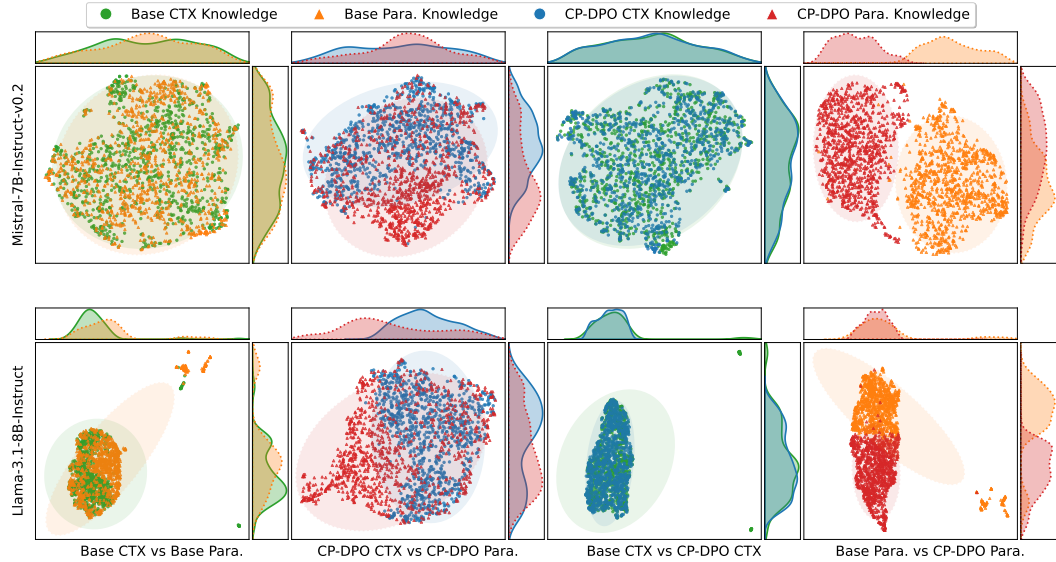 Base CTX Knowledge Base Para. Knowledge CP-DPO CTX Knowledge CP-DPO Para. Knowledge
Mistral-7B-Instruct-v0.2
Llama-3.1-8B-Instruct
Base CTX vs Base Para. CP-DPO CTX vs CP-DPO Para. Base CTX vs CP-DPO CTX Base Para. vs CP-DPO Para.